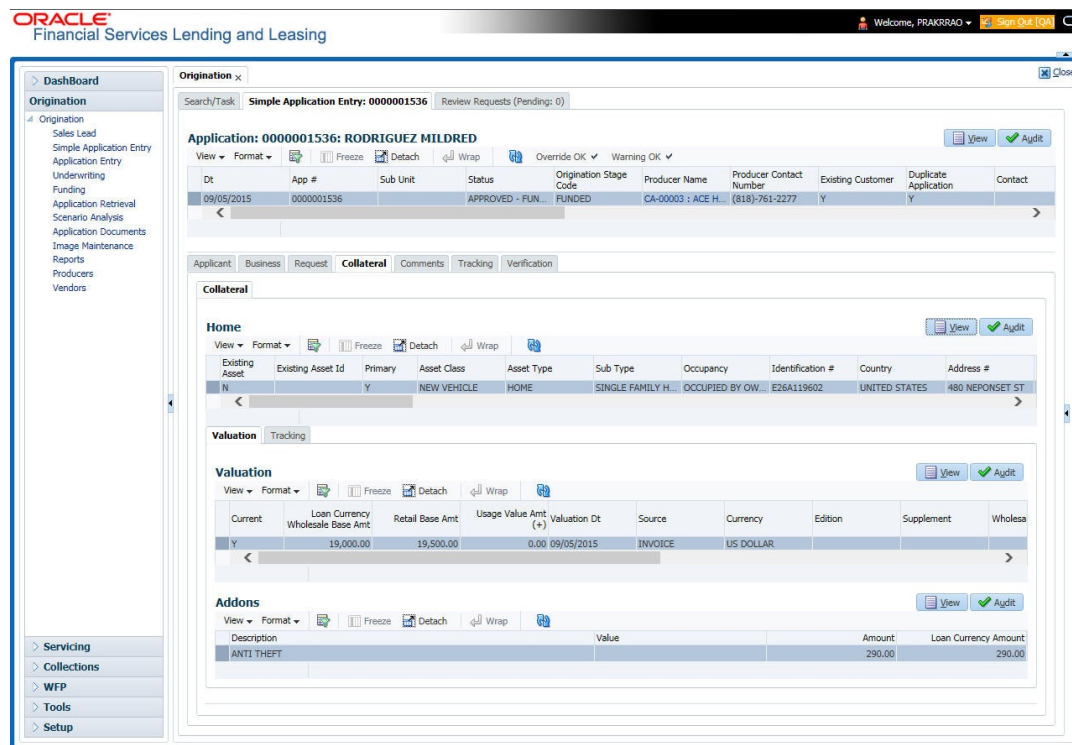 ORACLE
Financial Services Lending and Leasing
Welcome, PRAKRRAO
Sign Out [QA]
Close
DashBoard
Origination
Origination
Sales Lead
Simple Application Entry
Application Entry
Underwriting
Funding
Application Retrieval
Scenario Analysis
Application Documents
Image Maintenance
Reports
Producers
Vendors
Servicing
Collections
WFP
Tools
Setup
Origination x
Search/Task Simple Application Entry: 0000001536 Review Requests (Pending: 0)
Application: 0000001536: RODRIGUEZ MILDRED
View Audit
View Format Freeze Detach Wrap Override OK Warning OK
Dt App # Sub Unit Status Origination Stage Code Producer Name Producer Contact Number Existing Customer Duplicate Application Contact
09/05/2015 0000001536 APPROVED - FUN... FUNDED CA-00003 : ACE H... (818)-761-2277 Y Y
Applicant Business Request Collateral Comments Tracking Verification
Collateral
Home
View Audit
View Format Freeze Detach Wrap
Existing Asset Existing Asset Id Primary Asset Class Asset Type Sub Type Occupancy Identification # Country Address #
N Y NEW VEHICLE HOME SINGLE FAMILY H... OCCUPIED BY OW... E26A119602 UNITED STATES 480 NEPONSET ST
Valuation Tracking
Valuation
View Audit
View Format Freeze Detach Wrap
Current Loan Currency Wholesale Base Amt Retail Base Amt Usage Value Amt (+) Valuation Dt Source Currency Edition Supplement Wholesa
Y 19,000.00 19,500.00 0.00 09/05/2015 INVOICE US DOLLAR
Addons
View Audit
View Format Freeze Detach Wrap
Description Value Amount Loan Currency Amount
ANTI THEFT 290.00 290.00